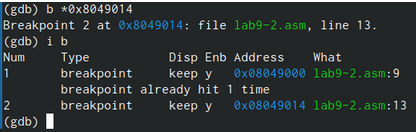 (gdb) b *0x8049014
Breakpoint 2 at 0x8049014: file lab9-2.asm, line 13.
(gdb) i b
Num     Type           Disp Enb Address    What
1       breakpoint     keep y   0x08049000 lab9-2.asm:9
        breakpoint already hit 1 time
2       breakpoint     keep y   0x08049014 lab9-2.asm:13
(gdb)